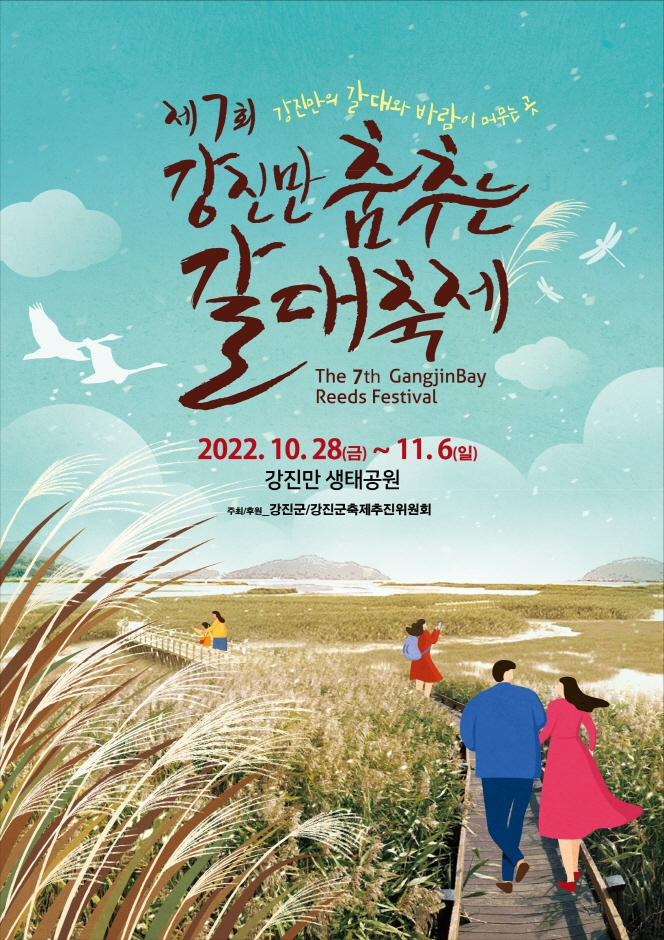 제7회 강진만의 갈대와 바람이 머무는 곳
강진만 춤추는
갈대축제
The 7th GangjinBay
Reeds Festival
2022. 10. 28(금) ~ 11. 6(일)
강진만 생태공원
주최/후원_강진군/강진군축제추진위원회